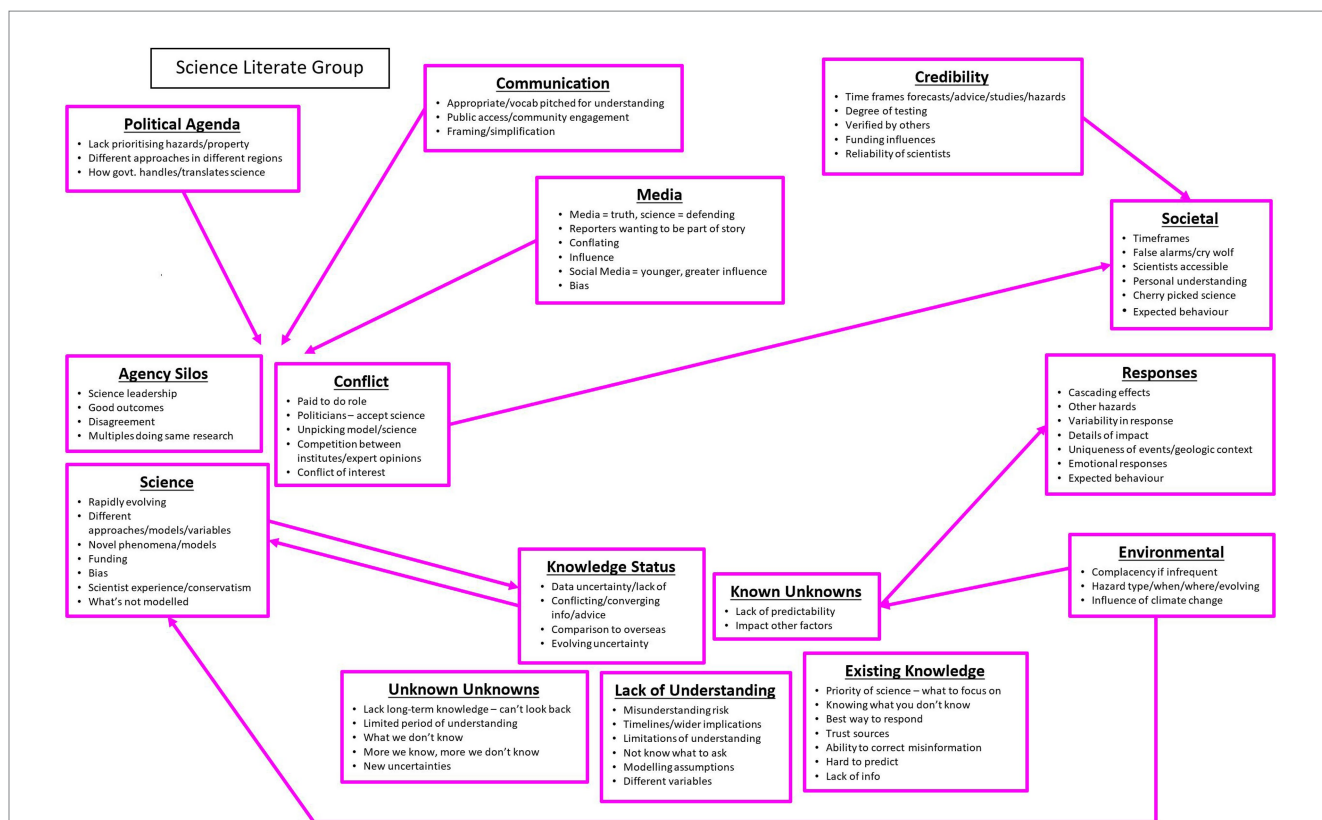 Science Literate Group
Political Agenda
• Lack prioritising hazards/property
• Different approaches in different regions
• How govt. handles/translates science
Communication
• Appropriate/vocab pitched for understanding
• Public access/community engagement
• Framing/simplification
Credibility
• Time frames forecasts/advice/studies/hazards
• Degree of testing
• Verified by others
• Funding influences
• Reliability of scientists
Media
• Media = truth, science = defending
• Reporters wanting to be part of story
• Conflating
• Influence
• Social Media = younger, greater influence
• Bias
Societal
• Timeframes
• False alarms/cry wolf
• Scientists accessible
• Personal understanding
• Cherry picked science
• Expected behaviour
Agency Silos
• Science leadership
• Good outcomes
• Disagreement
• Multiples doing same research
Conflict
• Paid to do role
• Politicians – accept science
• Unpicking model/science
• Competition between
institutes/expert opinions
• Conflict of interest
Responses
• Cascading effects
• Other hazards
• Variability in response
• Details of impact
• Uniqueness of events/geologic context
• Emotional responses
• Expected behaviour
Science
• Rapidly evolving
• Different
approaches/models/variables
• Novel phenomena/models
• Funding
• Bias
• Scientist experience/conservatism
• What's not modelled
Knowledge Status
• Data uncertainty/lack of
• Conflicting/converging
info/advice
• Comparison to overseas
• Evolving uncertainty
Known Unknowns
• Lack of predictability
• Impact other factors
Environmental
• Complacency if infrequent
• Hazard type/when/where/evolving
• Influence of climate change
Unknown Unknowns
• Lack long-term knowledge – can't look back
• Limited period of understanding
• What we don't know
• More we know, more we don't know
• New uncertainties
Lack of Understanding
• Misunderstanding risk
• Timelines/wider implications
• Limitations of understanding
• Not know what to ask
• Modelling assumptions
• Different variables
Existing Knowledge
• Priority of science – what to focus on
• Knowing what you don't know
• Best way to respond
• Trust sources
• Ability to correct misinformation
• Hard to predict
• Lack of info